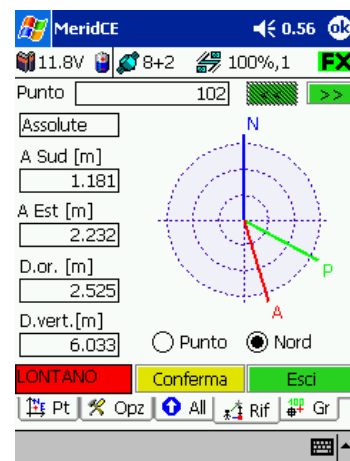 MeridCE 0.56 ok
11.8V 8+2 100%,1 FX
Punto 102 << >>
Assolute
N
A Sud [m]
1.181
A Est [m]
2.232
P
D.or. [m]
2.525
A
D.vert.[m]
6.033
Punto Nord
LONTANO Conferma Esci
Pt Opz All Rif Gr